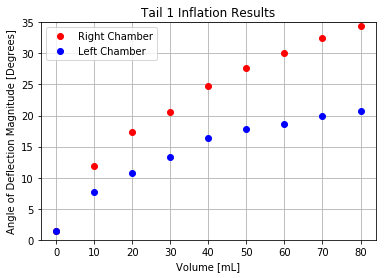 Tail 1 Inflation Results
Right Chamber
Left Chamber
Angle of Deflection Magnitude [Degrees]
35
30
25
20
15
10
5
0
0 10 20 30 40 50 60 70 80
Volume [mL]